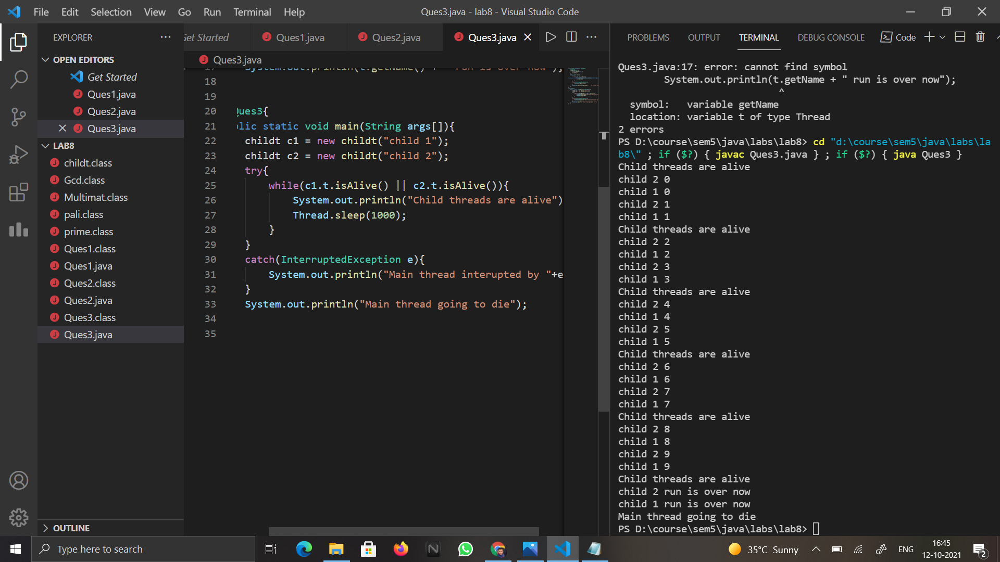 File Edit Selection View Go Run Terminal Help
Ques3.java - lab8 - Visual Studio Code
EXPLORER
OPEN EDITORS
Get Started
Ques1.java
Ques2.java
Ques3.java
LAB8
childt.class
Gcd.class
Multimat.class
pali.class
prime.class
Ques1.class
Ques1.java
Ques2.class
Ques2.java
Ques3.class
Ques3.java
OUTLINE
Get Started Ques1.java Ques2.java Ques3.java
Ques3.java
17 System.out.println(t.getName() + " run is over now");
18
19
20 Ques3{
21 lic static void main(String args[]){
22 childt c1 = new childt("child 1");
23 childt c2 = new childt("child 2");
24 try{
25 while(c1.t.isAlive() || c2.t.isAlive()){
26 System.out.println("Child threads are alive")
27 Thread.sleep(1000);
28 }
29 }
30 catch(InterruptedException e){
31 System.out.println("Main thread interupted by "+e
32 }
33 System.out.println("Main thread going to die");
34
35
PROBLEMS OUTPUT TERMINAL DEBUG CONSOLE Code
Ques3.java:17: error: cannot find symbol
System.out.println(t.getName + " run is over now");
^
symbol: variable getName
location: variable t of type Thread
2 errors
PS D:\course\sem5\java\labs\lab8> cd "d:\course\sem5\java\labs\la
b8\" ; if ($?) { javac Ques3.java } ; if ($?) { java Ques3 }
Child threads are alive
child 2 0
child 1 0
child 2 1
child 1 1
Child threads are alive
child 2 2
child 1 2
child 2 3
child 1 3
Child threads are alive
child 2 4
child 1 4
child 2 5
child 1 5
Child threads are alive
child 2 6
child 1 6
child 2 7
child 1 7
Child threads are alive
child 2 8
child 1 8
child 2 9
child 1 9
Child threads are alive
child 2 run is over now
child 1 run is over now
Main thread going to die
PS D:\course\sem5\java\labs\lab8>
Type here to search
35°C Sunny
ENG
16:45
12-10-2021
2